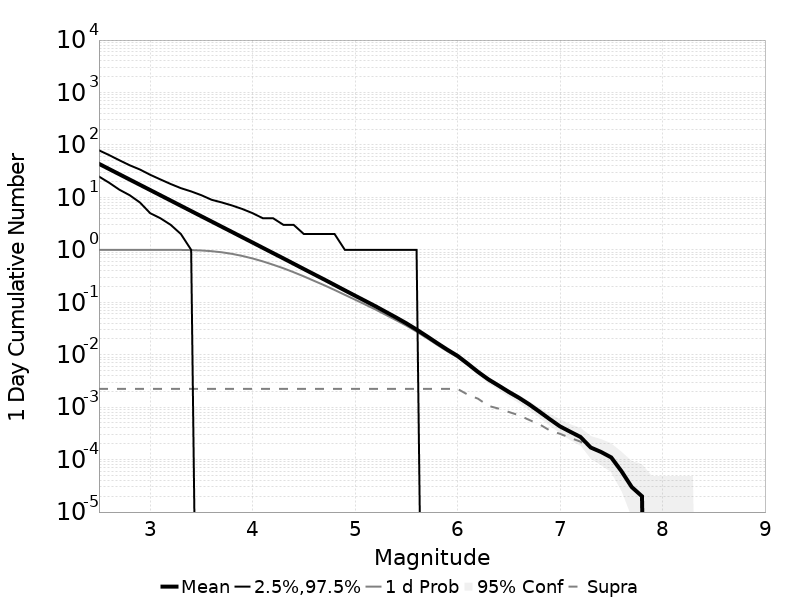 10^4
10^3
10^2
10^1
10^0
10^-1
10^-2
10^-3
10^-4
10^-5
1 Day Cumulative Number
3 4 5 6 7 8 9
Magnitude
Mean 2.5%,97.5% 1 d Prob 95% Conf Supra